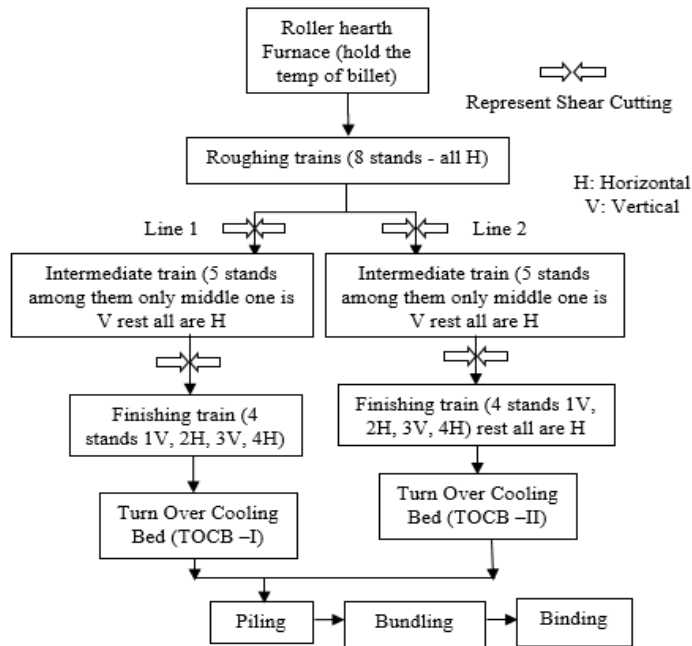 Roller hearth
Furnace (hold the
temp of billet)
Represent Shear Cutting
Roughing trains (8 stands - all H)
H: Horizontal
V: Vertical
Line 1
Line 2
Intermediate train (5 stands
among them only middle one is
V rest all are H
Intermediate train (5 stands
among them only middle one is
V rest all are H
Finishing train (4
stands 1V, 2H, 3V, 4H)
Finishing train (4 stands 1V,
2H, 3V, 4H) rest all are H
Turn Over Cooling
Bed (TOCB –I)
Turn Over Cooling
Bed (TOCB –II)
Piling
Bundling
Binding